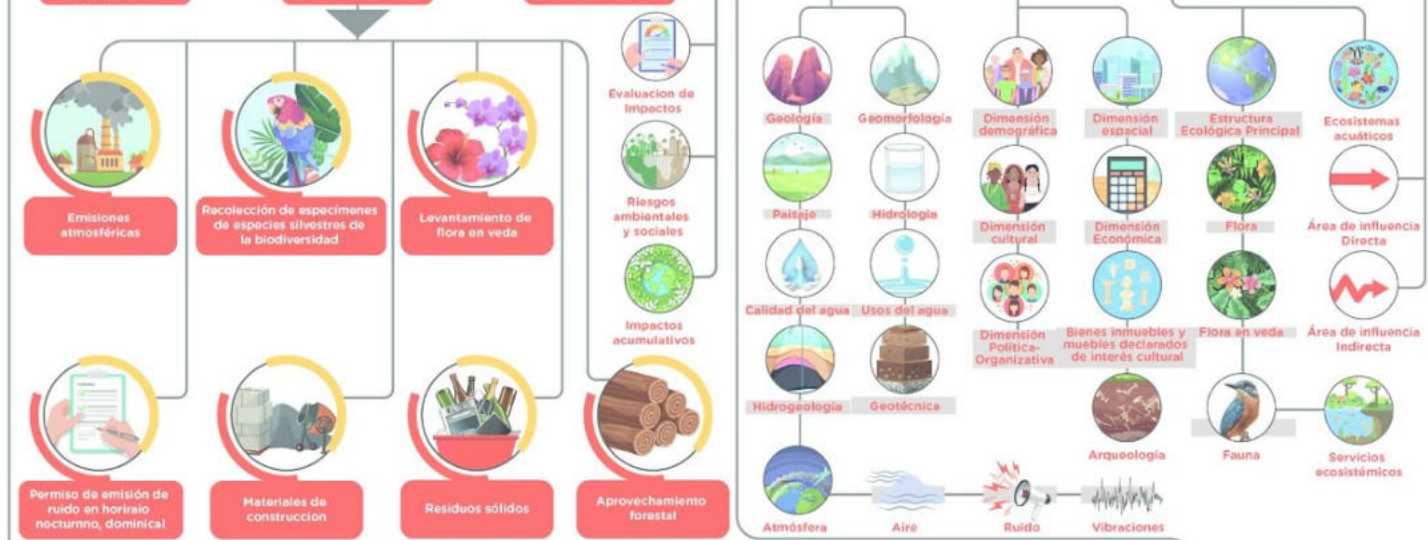 Emisiones
atmosféricas
Recolección de especímenes
de especies silvestres de
la biodiversidad
Levantamiento de
flora en veda
Evaluacion de
Impactos
Riesgos
ambientales
y sociales
Impactos
acumulativos
Permiso de emisión de
ruido en horiraio
nocturnno, dominical
Materiales de
construccion
Residuos sólidos
Aprovechamiento
forestal
Geología
Geomorfología
Dimensión
demográfica
Dimensión
espacial
Estructura
Ecológica Principal
Ecosistemas
acuáticos
Paisaje
Hidrología
Dimensión
cultural
Dimensión
Económica
Flora
Área de influencia
Directa
Calidad del agua
Usos del agua
Dimensión
Política-
Organizativa
Bienes inmuebles y
muebles declarados
de interés cultural
Flora en veda
Área de influencia
Indirecta
Hidrogeología
Geotécnica
Arqueología
Fauna
Servicios
ecosistémicos
Atmósfera
Aire
Ruido
Vibraciones